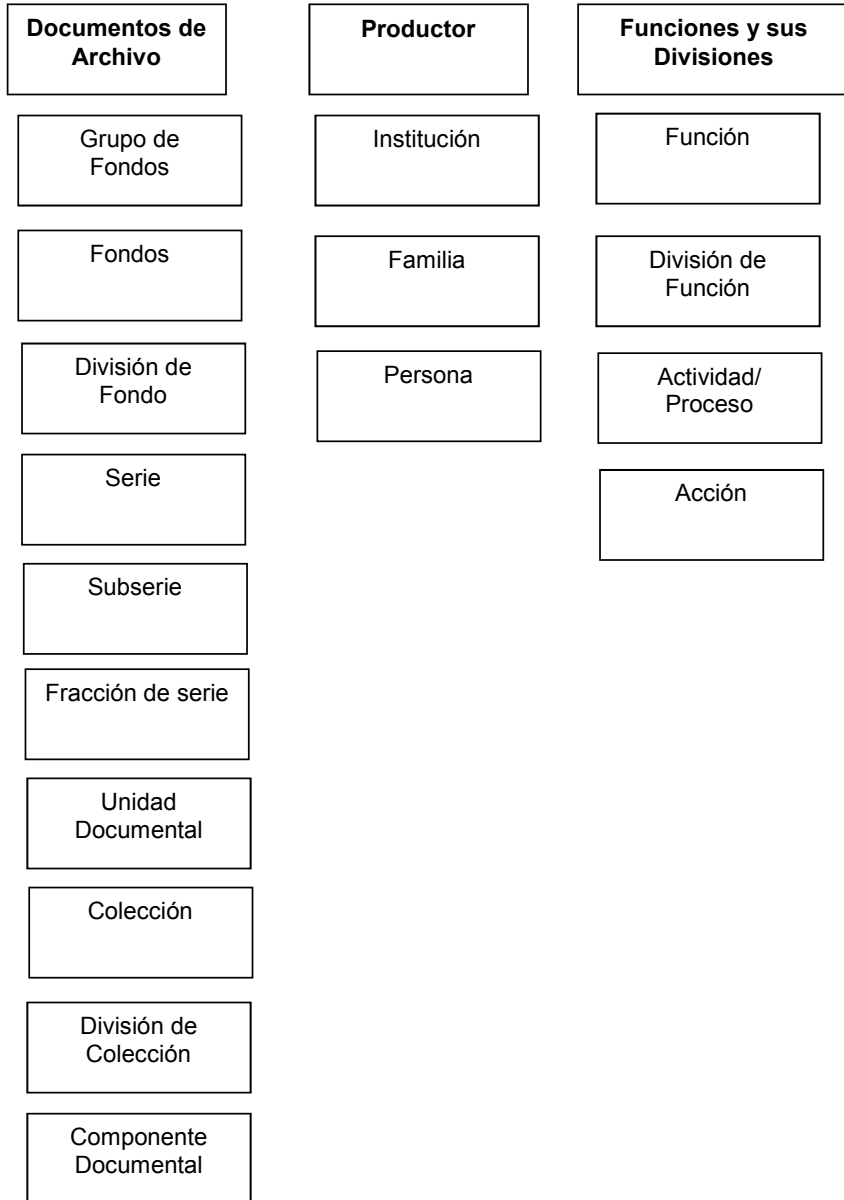 Documentos de
Archivo
Grupo de
Fondos
Fondos
División de
Fondo
Serie
Subserie
Fracción de serie
Unidad
Documental
Colección
División de
Colección
Componente
Documental
Productor
Institución
Familia
Persona
Funciones y sus
Divisiones
Función
División de
Función
Actividad/
Proceso
Acción